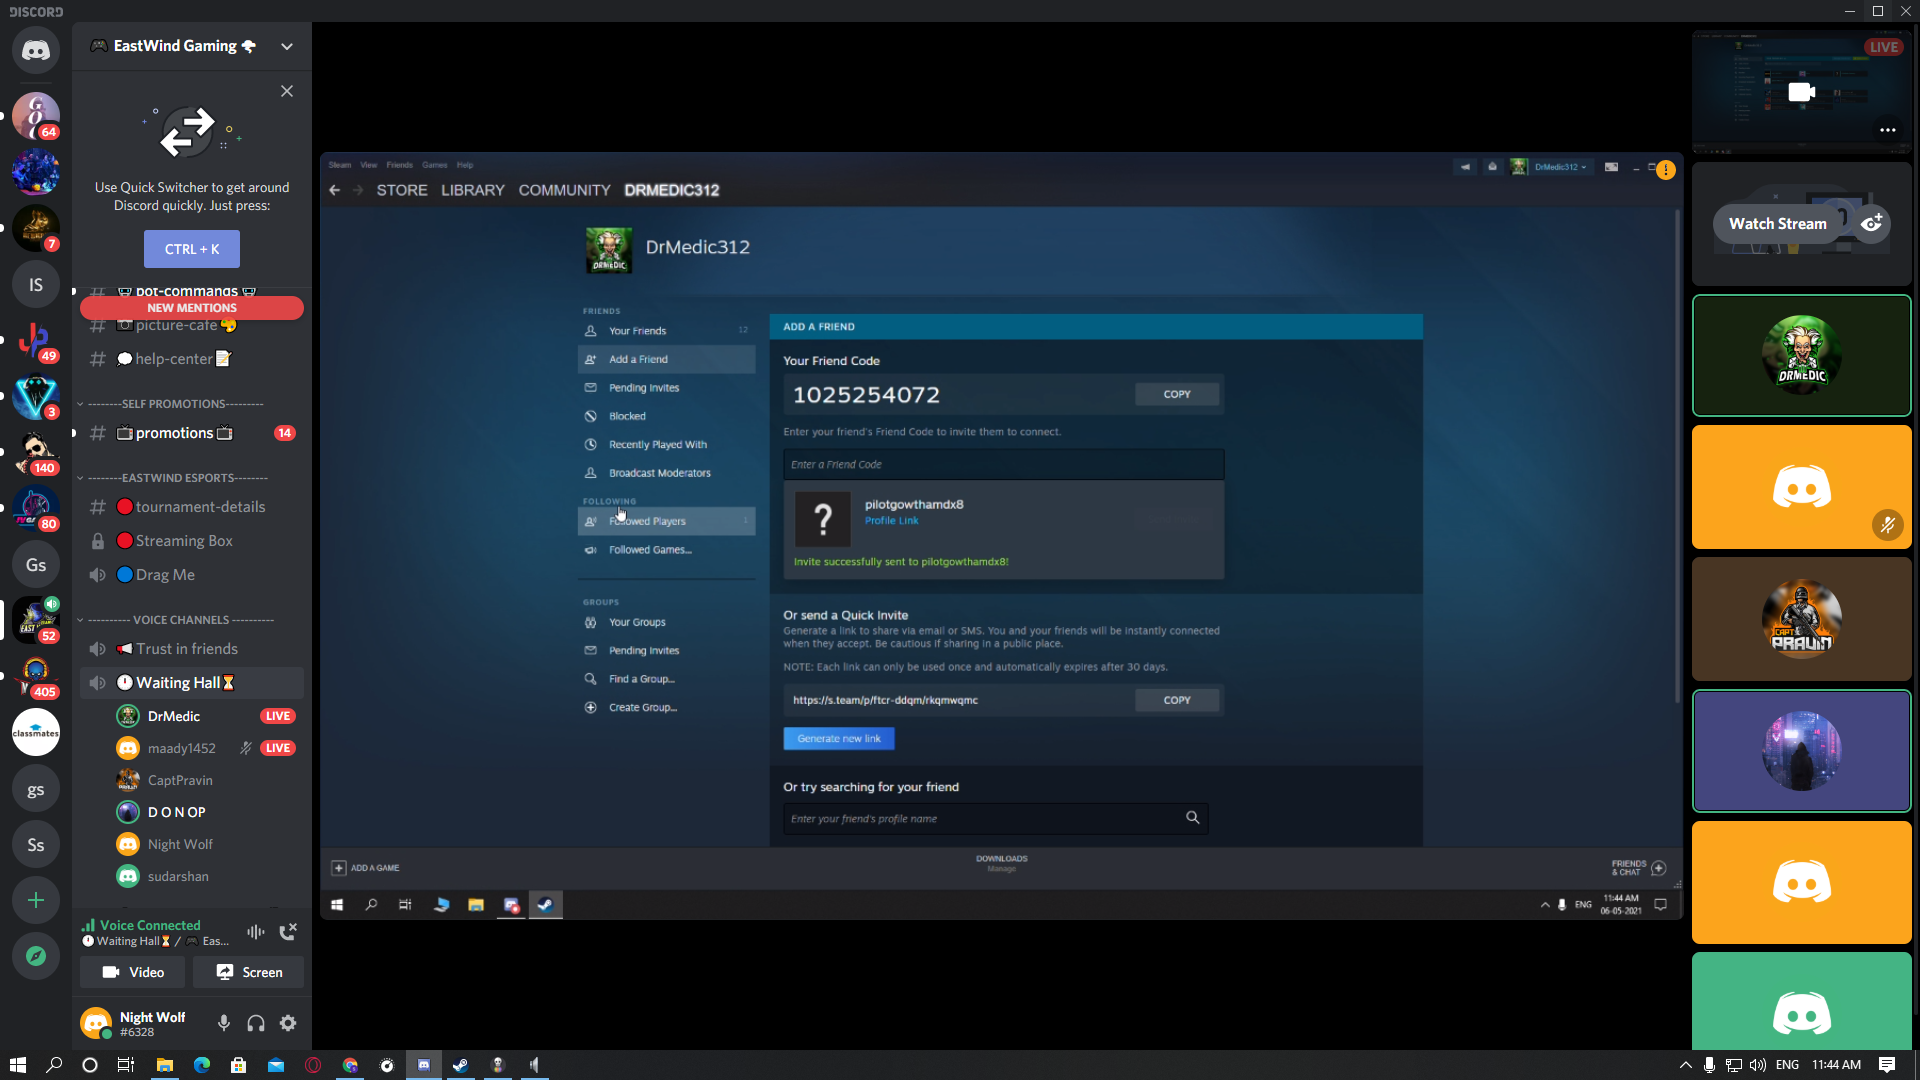 DISCORD
EastWind Gaming
Use Quick Switcher to get around
Discord quickly. Just press:
CTRL + K
bot-commands
NEW MENTIONS
picture-cafe
help-center
--------SELF PROMOTIONS---------
promotions
14
--------EASTWIND ESPORTS--------
tournament-details
Streaming Box
Drag Me
---------- VOICE CHANNELS ----------
Trust in friends
Waiting Hall
DrMedic
LIVE
maady1452
LIVE
CaptPravin
D O N OP
Night Wolf
sudarshan
Voice Connected
Waiting Hall / Eas...
Video
Screen
Night Wolf
#6328
GOC
64
7
IS
49
3
140
80
Gs
52
405
classmates
gs
Ss
Steam View Friends Games Help
DrMedic312
STORE LIBRARY COMMUNITY DRMEDIC312
DRMEDIC
DrMedic312
FRIENDS
Your Friends 12
Add a Friend
Pending Invites
Blocked
Recently Played With
Broadcast Moderators
FOLLOWING
Followed Players 1
Followed Games...
GROUPS
Your Groups
Pending Invites
Find a Group...
Create Group...
ADD A FRIEND
Your Friend Code
1025254072
COPY
Enter your friend's Friend Code to invite them to connect.
Enter a Friend Code
?
pilotgowthamdx8
Profile Link
Invite successfully sent to pilotgowthamdx8!
Or send a Quick Invite
Generate a link to share via email or SMS. You and your friends will be instantly connected
when they accept. Be cautious if sharing in a public place.
NOTE: Each link can only be used once and automatically expires after 30 days.
https://s.team/p/ftcr-ddqm/rkqmwqmc
COPY
Generate new link
Or try searching for your friend
Enter your friend's profile name
ADD A GAME
DOWNLOADS
Manage
FRIENDS
& CHAT
ENG
11:44 AM
06-05-2021
LIVE
Watch Stream
DRMEDIC
CAPT
PRAVIN
ENG
11:44 AM